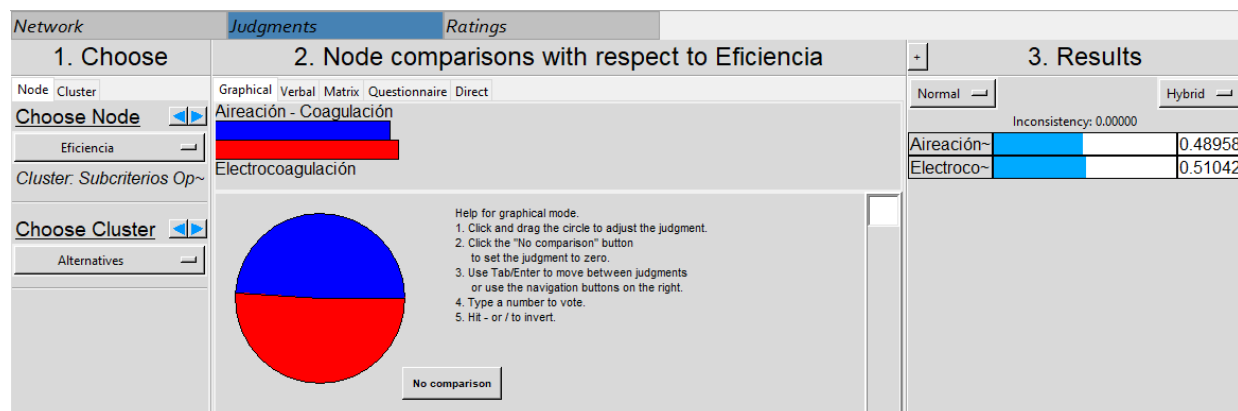 Network Judgments Ratings
1. Choose
Node Cluster
Choose Node
Eficiencia
Cluster: Subcriterios Op~
Choose Cluster
Alternatives
2. Node comparisons with respect to Eficiencia
Graphical Verbal Matrix Questionnaire Direct
Aireación - Coagulación
Electrocoagulación
Help for graphical mode.
1. Click and drag the circle to adjust the judgment.
2. Click the "No comparison" button
to set the judgment to zero.
3. Use Tab/Enter to move between judgments
or use the navigation buttons on the right.
4. Type a number to vote.
5. Hit - or / to invert.
No comparison
+ 3. Results
Normal Hybrid
Inconsistency: 0.00000
Aireación~ 0.48958
Electroco~ 0.51042